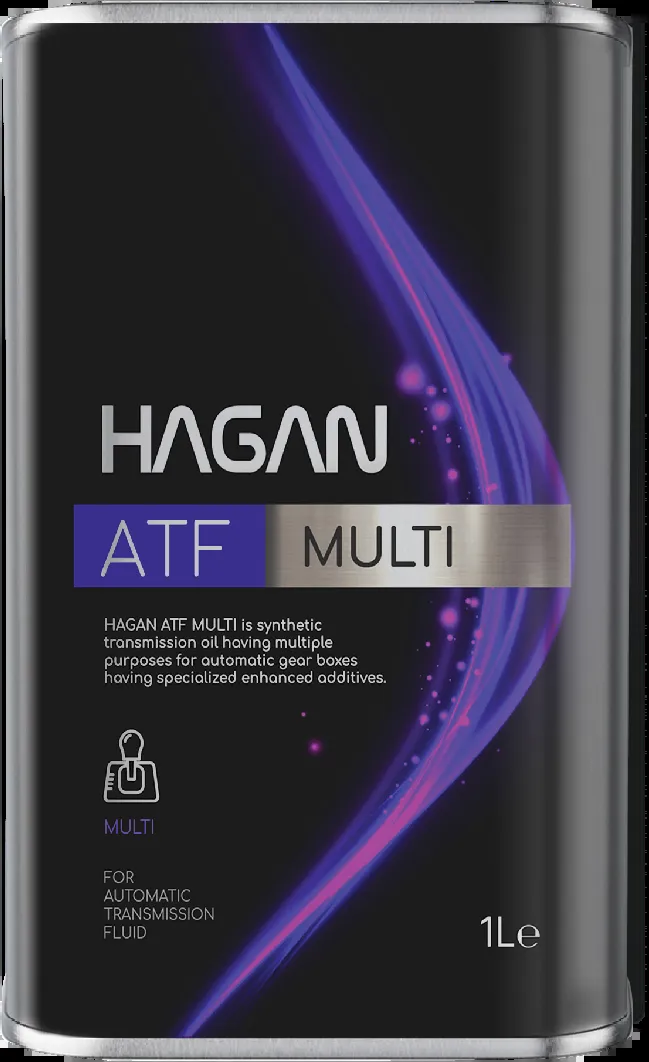 HAGAN
ATF MULTI
HAGAN ATF MULTI is synthetic
transmission oil having multiple
purposes for automatic gear boxes
having specialized enhanced additives.
MULTI
FOR
AUTOMATIC
TRANSMISSION
FLUID
1L℮